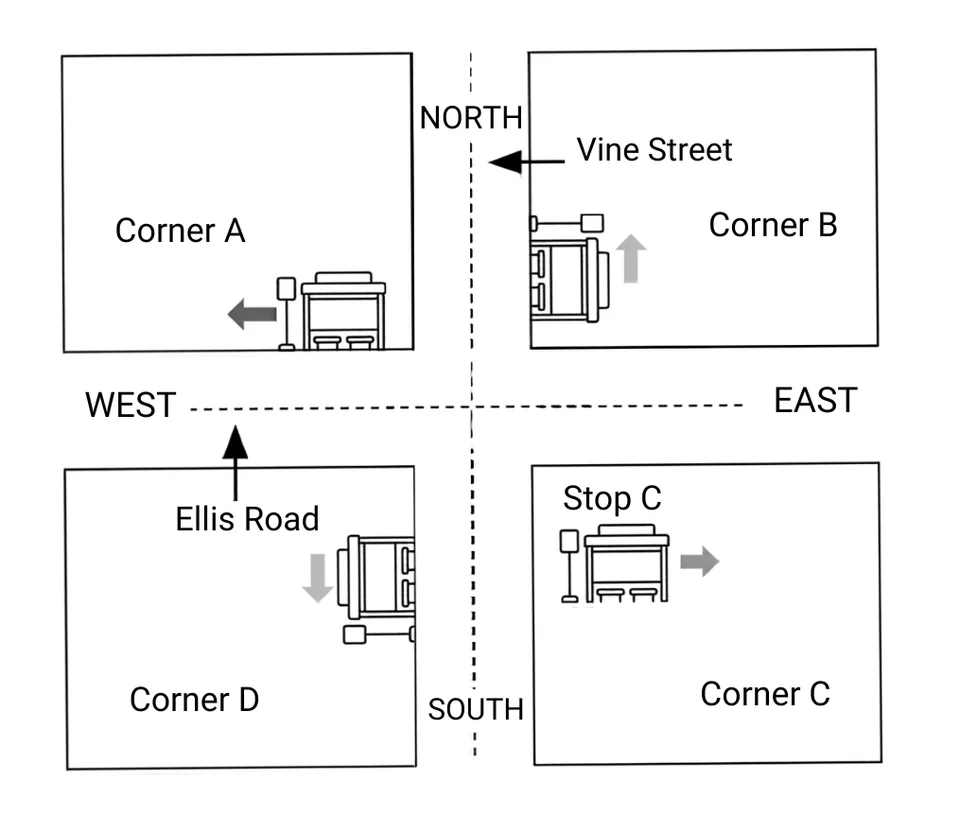 NORTH
Vine Street
Corner A
Corner B
WEST
EAST
Stop C
Ellis Road
Corner D
Corner C
SOUTH